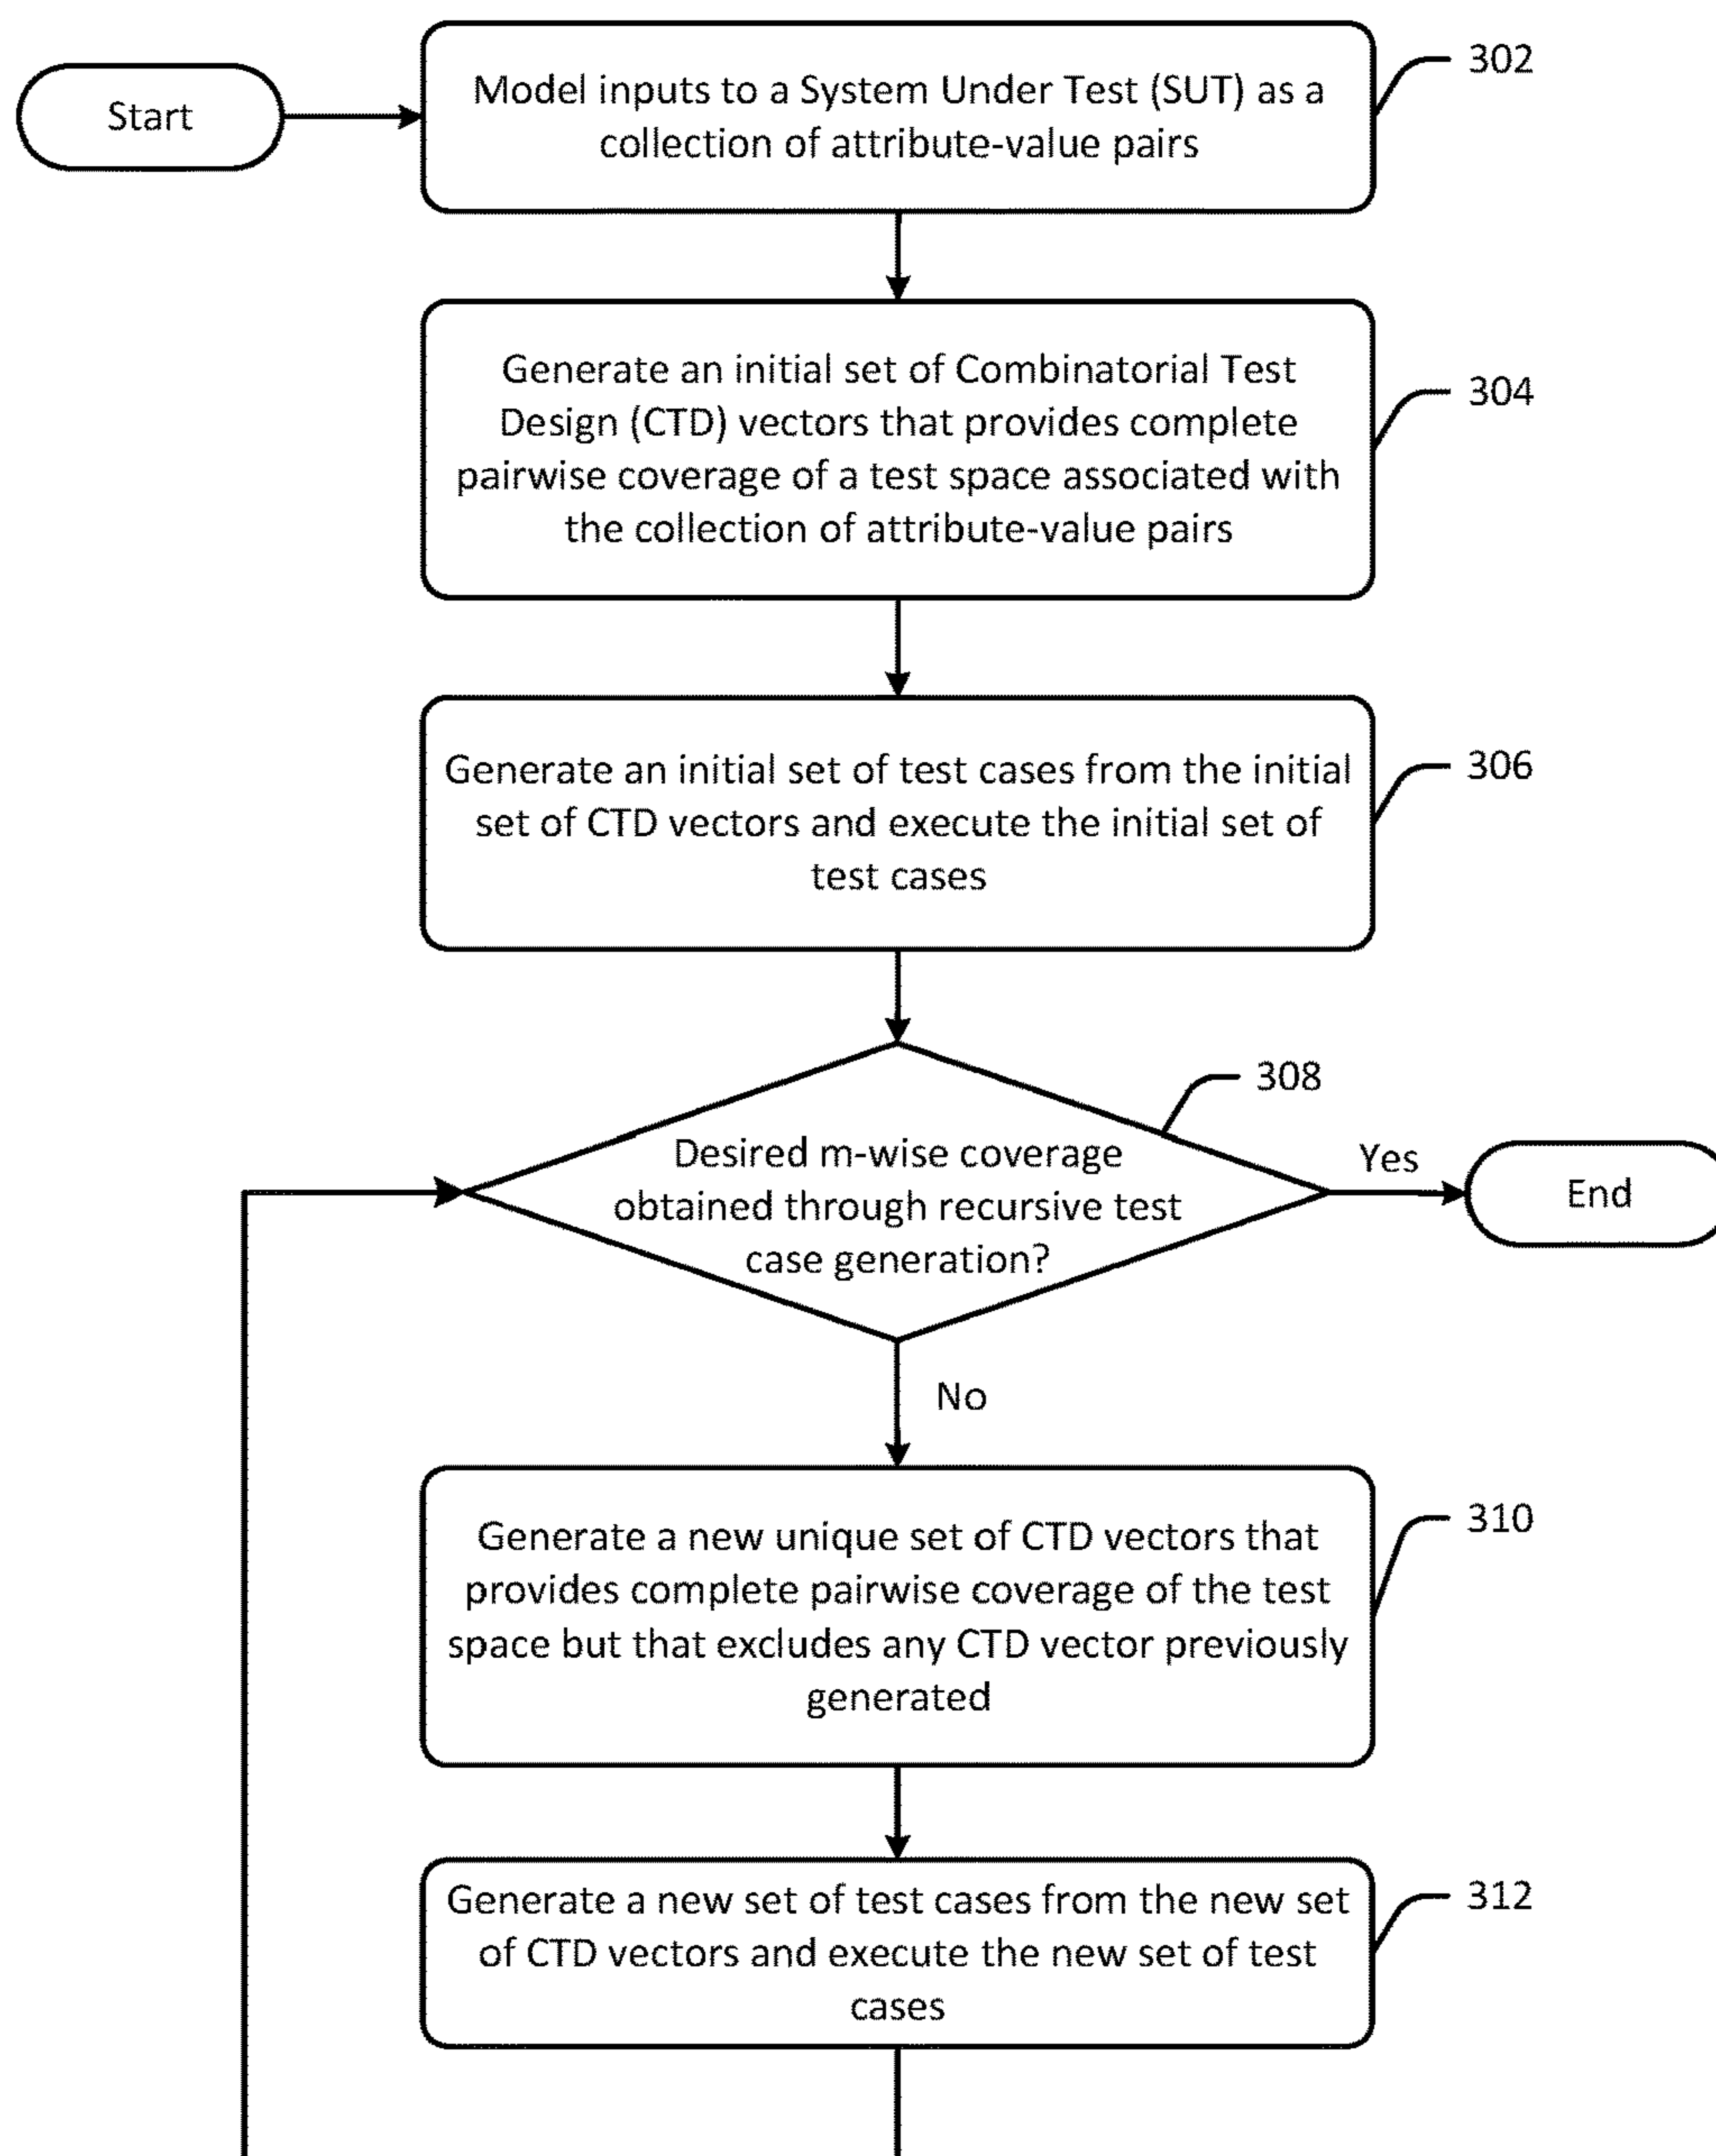 Start
Model inputs to a System Under Test (SUT) as a
collection of attribute-value pairs
302
Generate an initial set of Combinatorial Test
Design (CTD) vectors that provides complete
pairwise coverage of a test space associated with
the collection of attribute-value pairs
304
Generate an initial set of test cases from the initial
set of CTD vectors and execute the initial set of
test cases
306
308
Desired m-wise coverage
obtained through recursive test
case generation?
Yes
End
No
Generate a new unique set of CTD vectors that
provides complete pairwise coverage of the test
space but that excludes any CTD vector previously
generated
310
Generate a new set of test cases from the new set
of CTD vectors and execute the new set of test
cases
312